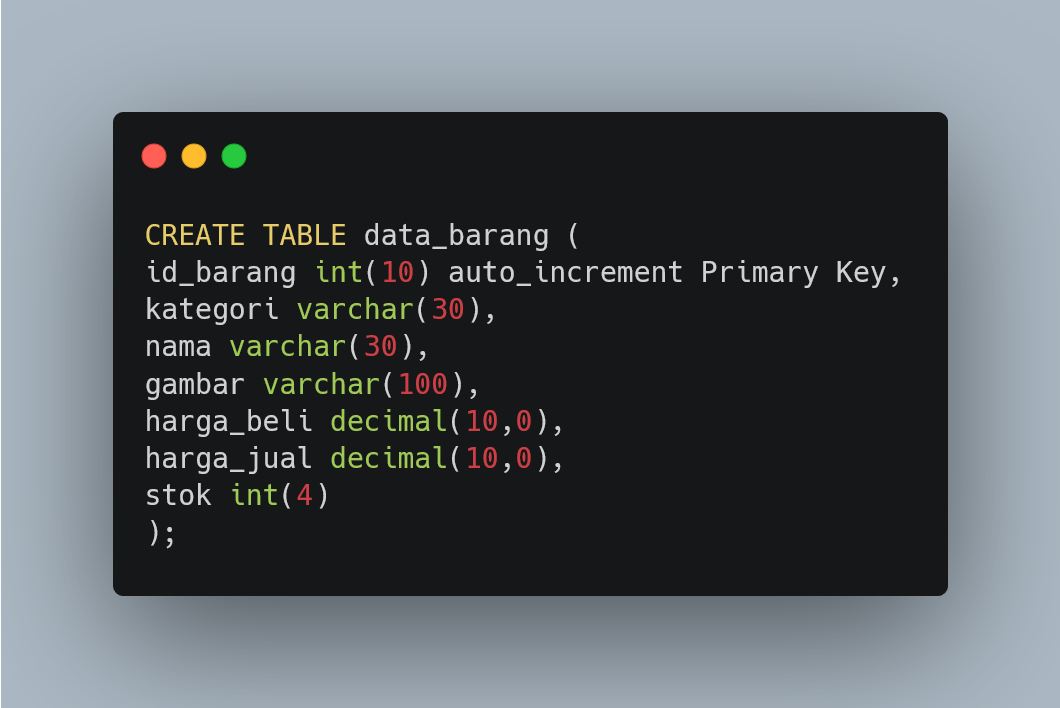 CREATE TABLE data_barang (
id_barang int(10) auto_increment Primary Key,
kategori varchar(30),
nama varchar(30),
gambar varchar(100),
harga_beli decimal(10,0),
harga_jual decimal(10,0),
stok int(4)
);